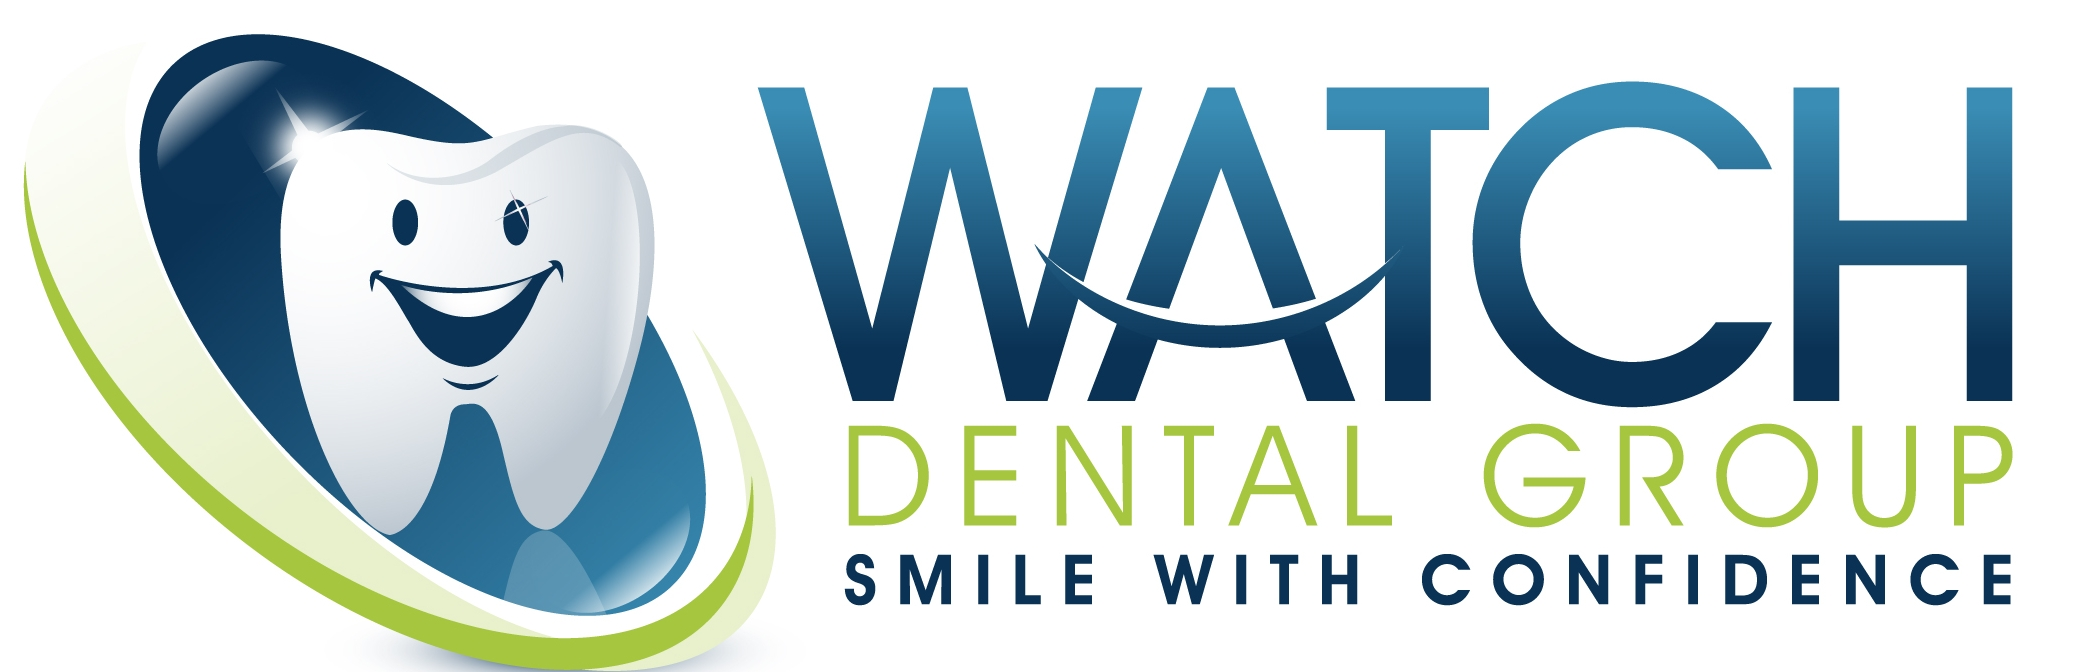 WATCH
DENTAL GROUP
SMILE WITH CONFIDENCE